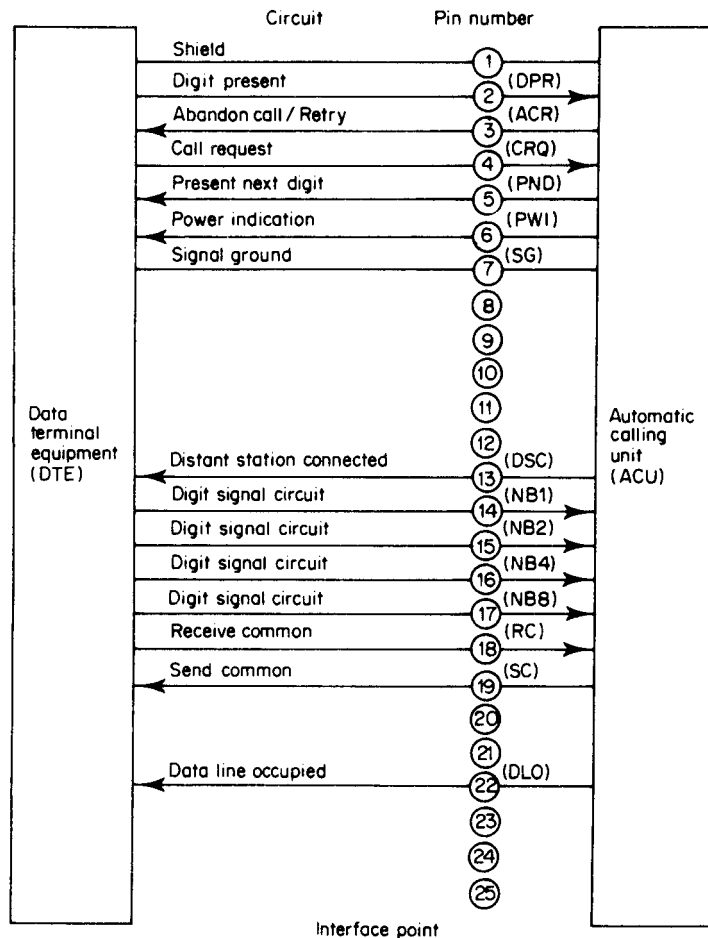 Circuit Pin number
Shield 1
Digit present 2 (DPR)
Abandon call / Retry 3 (ACR)
Call request 4 (CRQ)
Present next digit 5 (PND)
Power indication 6 (PWI)
Signal ground 7 (SG)
8
9
10
11
12
Data
terminal
equipment
(DTE)
Automatic
calling
unit
(ACU)
Distant station connected 13 (DSC)
Digit signal circuit 14 (NB1)
Digit signal circuit 15 (NB2)
Digit signal circuit 16 (NB4)
Digit signal circuit 17 (NB8)
Receive common 18 (RC)
Send common 19 (SC)
20
21
Data line occupied 22 (DLO)
23
24
25
Interface point